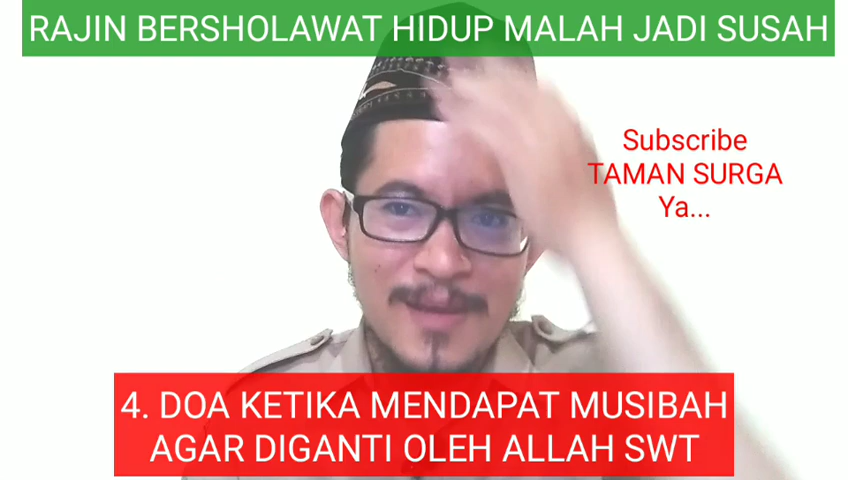 RAJIN BERSHOLAWAT HIDUP MALAH JADI SUSAH
Subscribe
TAMAN SURGA
Ya...
4. DOA KETIKA MENDAPAT MUSIBAH
AGAR DIGANTI OLEH ALLAH SWT